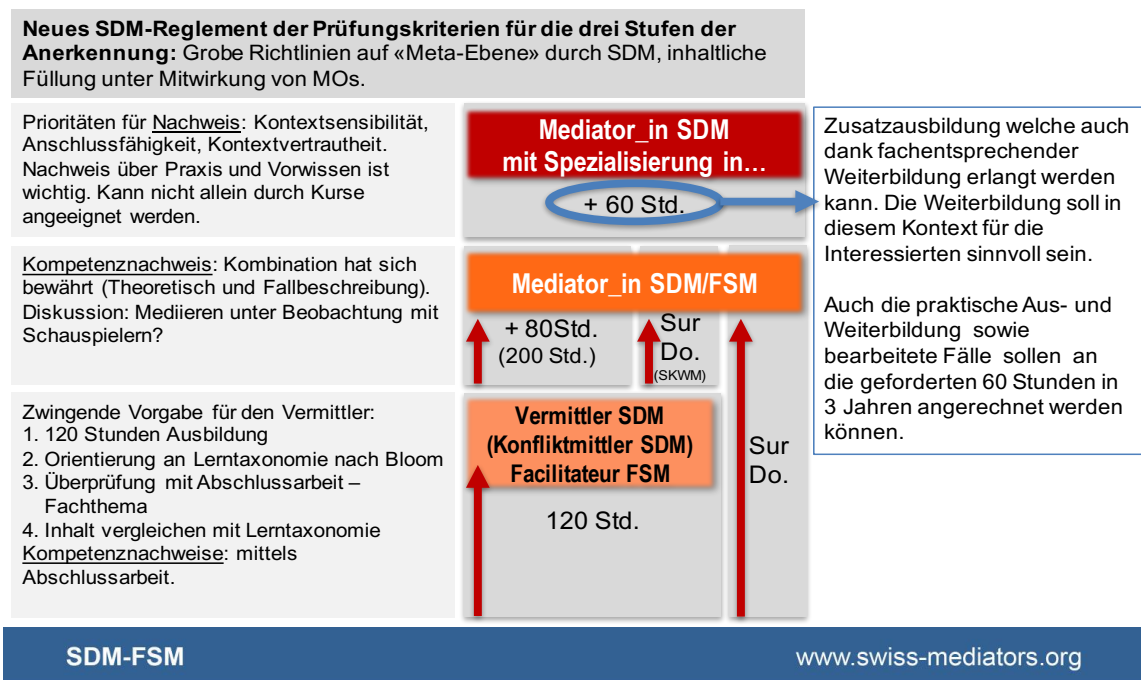 Neues SDM-Reglement der Prüfungskriterien für die drei Stufen der
Anerkennung: Grobe Richtlinien auf «Meta-Ebene» durch SDM, inhaltliche
Füllung unter Mitwirkung von MOs.
Prioritäten für Nachweis: Kontextsensibilität,
Anschlussfähigkeit, Kontextvertrautheit.
Nachweis über Praxis und Vorwissen ist
wichtig. Kann nicht allein durch Kurse
angeeignet werden.
Mediator_in SDM
mit Spezialisierung in…
+ 60 Std.
Zusatzausbildung welche auch
dank fachentsprechender
Weiterbildung erlangt werden
kann. Die Weiterbildung soll in
diesem Kontext für die
Interessierten sinnvoll sein.
Auch die praktische Aus- und
Weiterbildung sowie
bearbeitete Fälle sollen an
die geforderten 60 Stunden in
3 Jahren angerechnet werden
können.
Kompetenznachweis: Kombination hat sich
bewährt (Theoretisch und Fallbeschreibung).
Diskussion: Mediieren unter Beobachtung mit
Schauspielern?
Mediator_in SDM/FSM
+ 80Std.
(200 Std.)
Sur
Do.
(SKWM)
Zwingende Vorgabe für den Vermittler:
1. 120 Stunden Ausbildung
2. Orientierung an Lerntaxonomie nach Bloom
3. Überprüfung mit Abschlussarbeit –
Fachthema
4. Inhalt vergleichen mit Lerntaxonomie
Kompetenznachweise: mittels
Abschlussarbeit.
Vermittler SDM
(Konfliktmittler SDM)
Facilitateur FSM
120 Std.
Sur
Do.
SDM-FSM
www.swiss-mediators.org